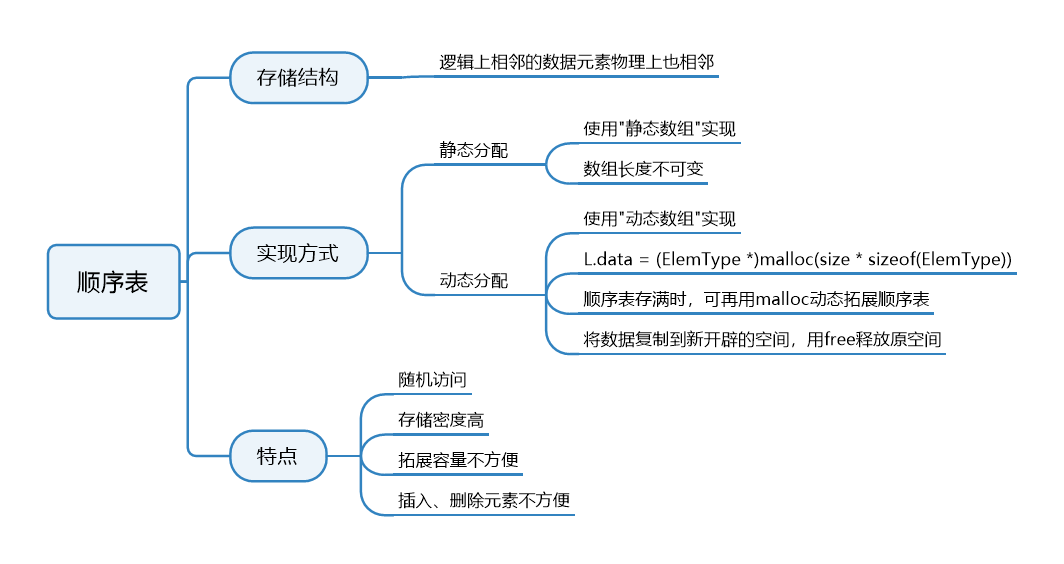 顺序表
存储结构
逻辑上相邻的数据元素物理上也相邻
实现方式
静态分配
使用"静态数组"实现
数组长度不可变
动态分配
使用"动态数组"实现
L.data = (ElemType *)malloc(size * sizeof(ElemType))
顺序表存满时，可再用malloc动态拓展顺序表
将数据复制到新开辟的空间，用free释放原空间
特点
随机访问
存储密度高
拓展容量不方便
插入、删除元素不方便